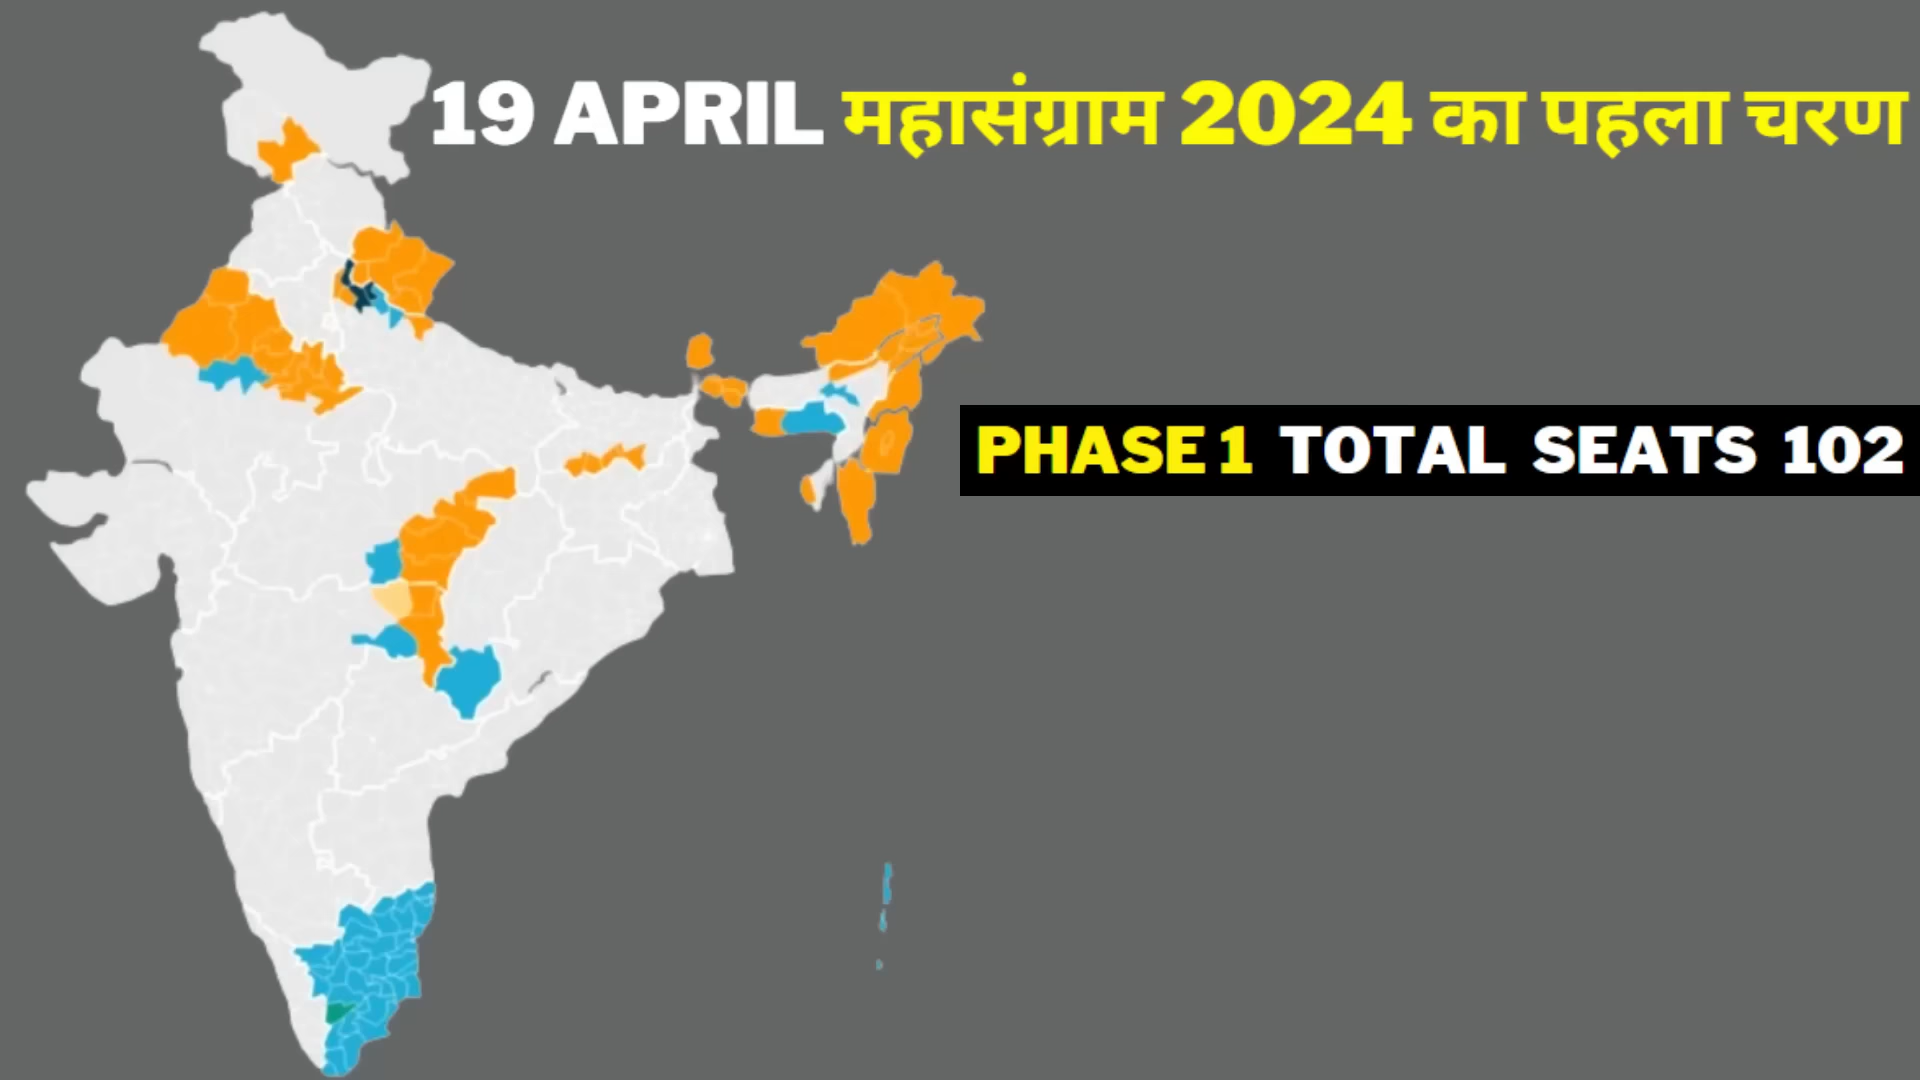 19 APRIL महासंग्राम 2024 का पहला चरण
PHASE 1 TOTAL SEATS 102